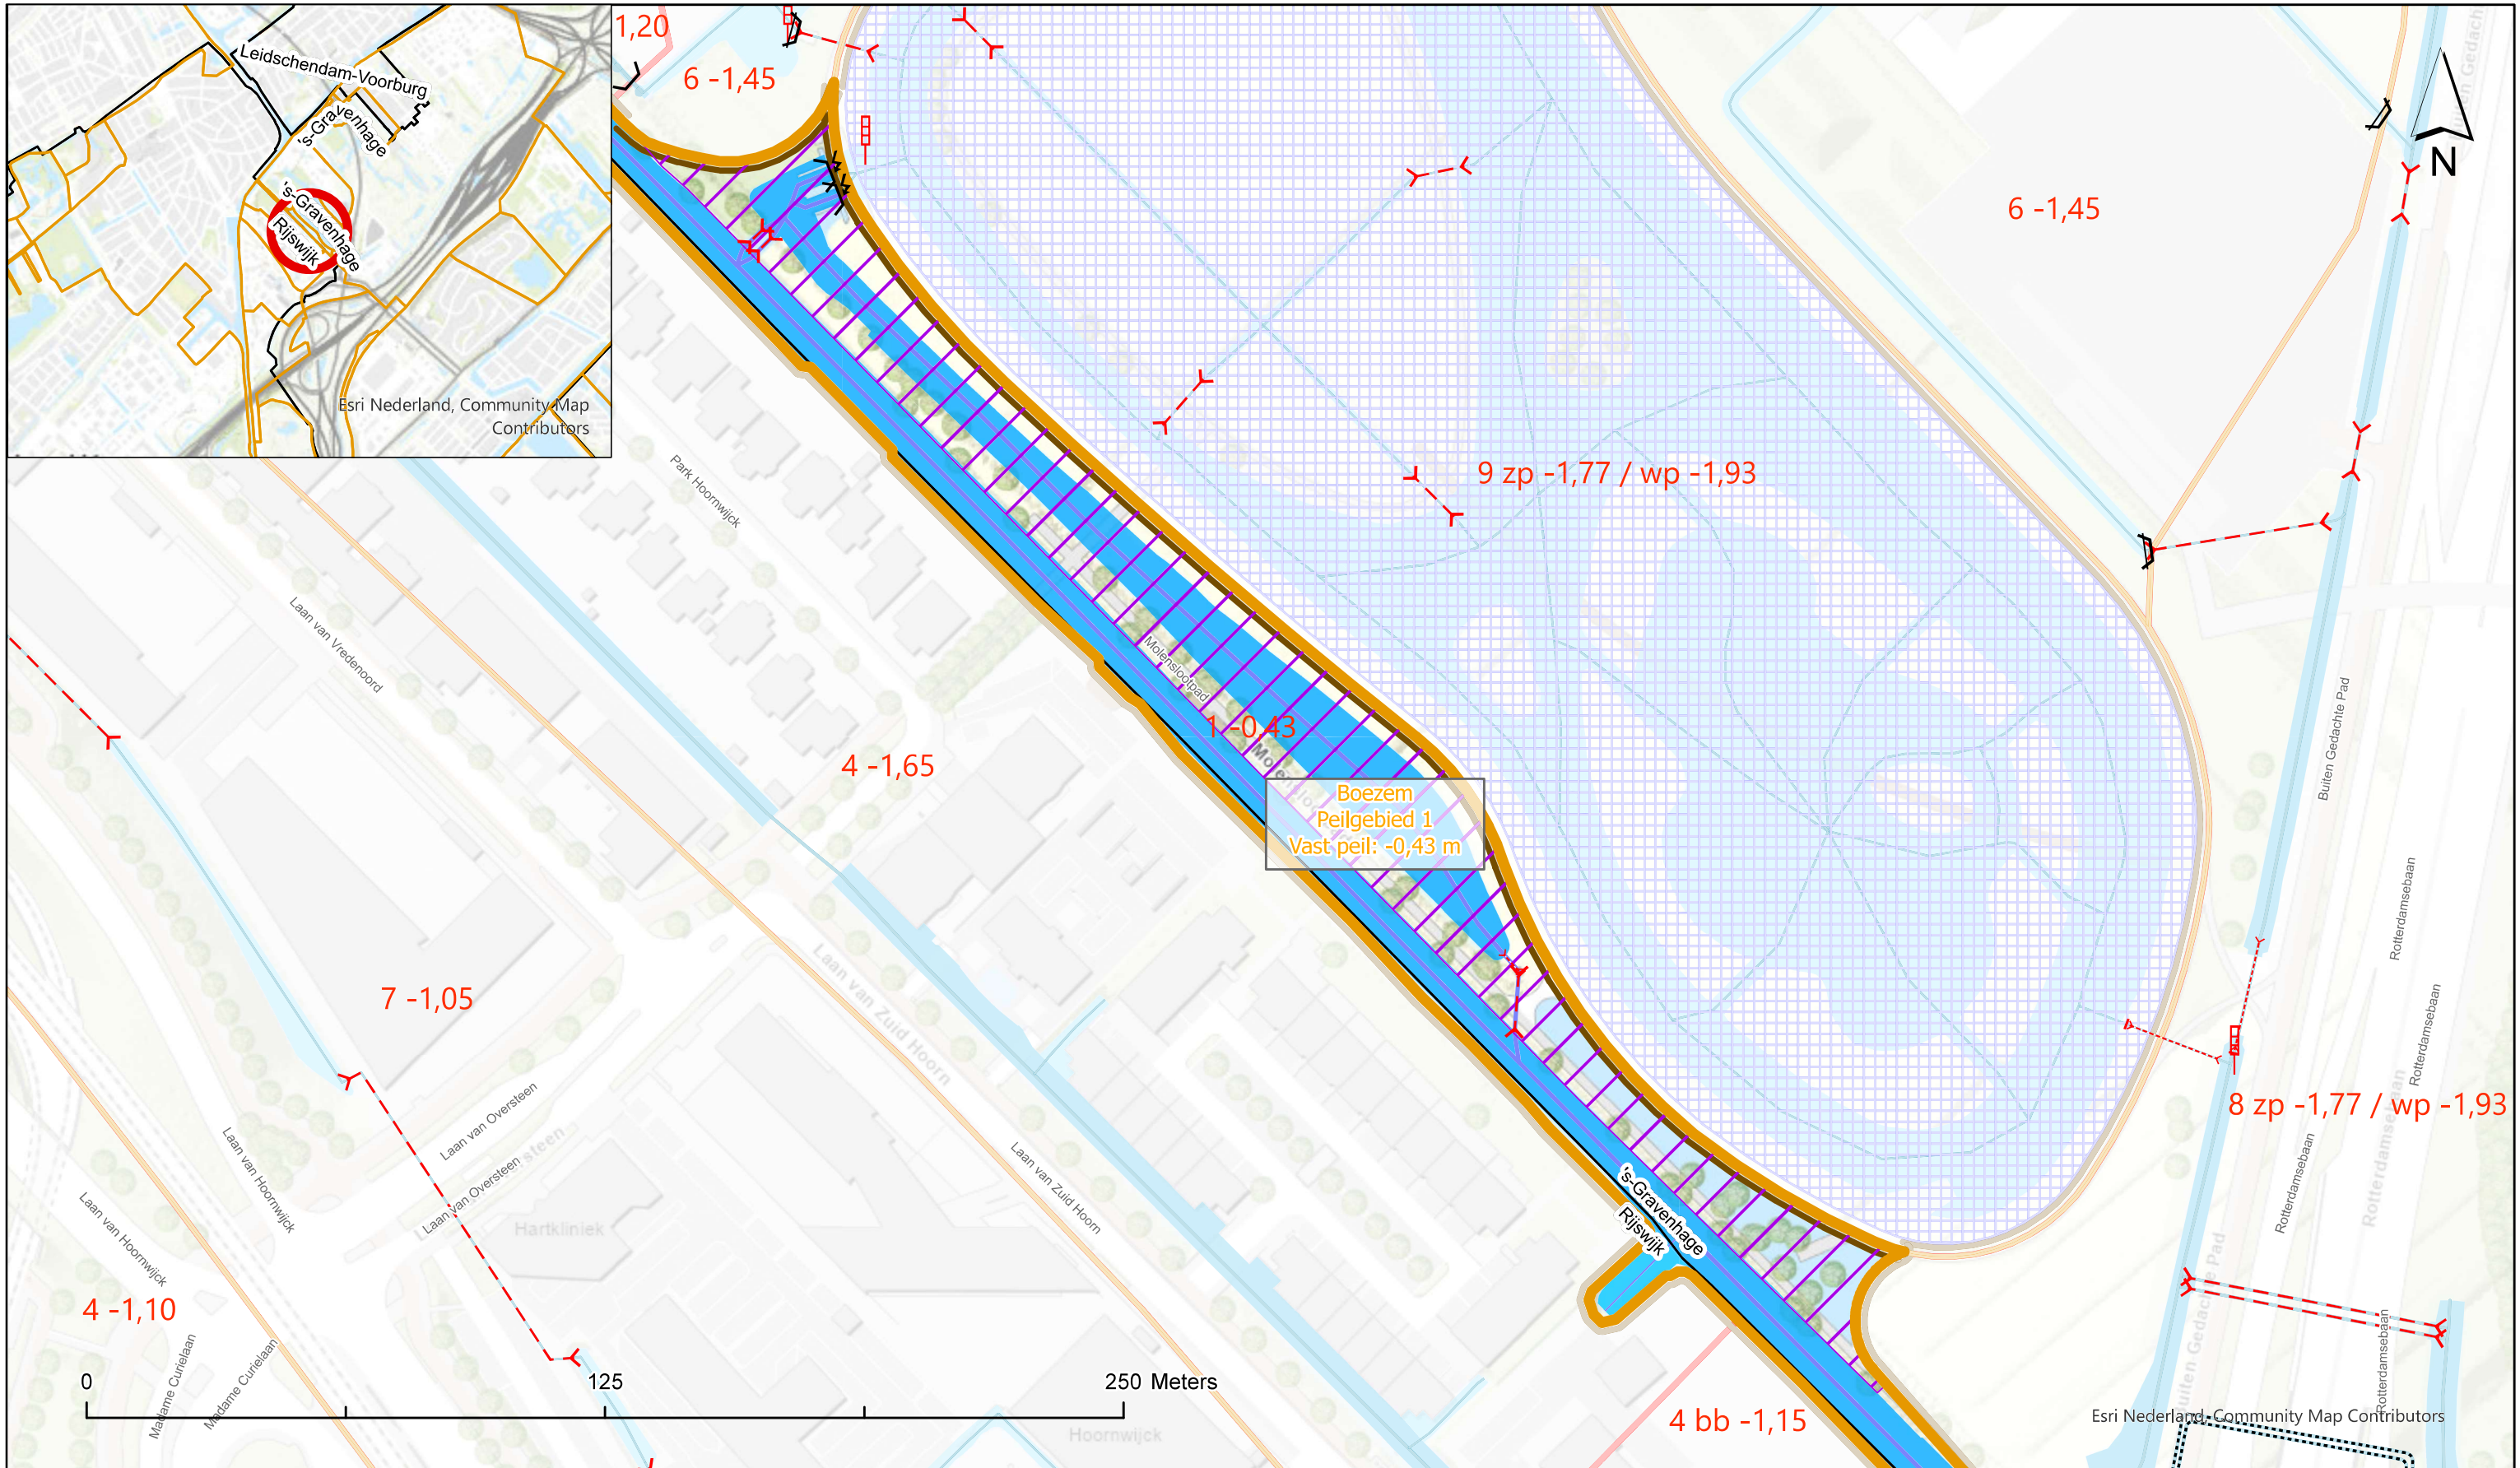 Leidschendam-Voorburg
's-Gravenhage
's-Gravenhage
Rijswijk
Esri Nederland, Community Map
Contributors
1,20
6 -1,45
N
6 -1,45
9 zp -1,77 / wp -1,93
Park Hoornwijck
Laan van Vredenoord
Molenslootpad
1 -0,43
4 -1,65
Boezem
Peilgebied 1
Vast peil: -0,43 m
Buiten Gedachte Pad
Rotterdamsebaan
7 -1,05
Laan van Zuid Hoorn
Rotterdamsebaan
Rotterdamsebaan
8 zp -1,77 / wp -1,93
Laan van Oversteen
Laan van Oversteen
Laan van Hoornwijck
Laan van Zuid Hoorn
Rotterdamsebaan
's-Gravenhage
Rijswijk
Hartkliniek
Laan van Hoornwijck
4 -1,10
Buiten Gedachte Pad
Rotterdamsebaan
Madame Curielaan
Madame Curielaan
0
125
250 Meters
4 bb -1,15
Hoornwijck
Esri Nederland, Community Map Contributors